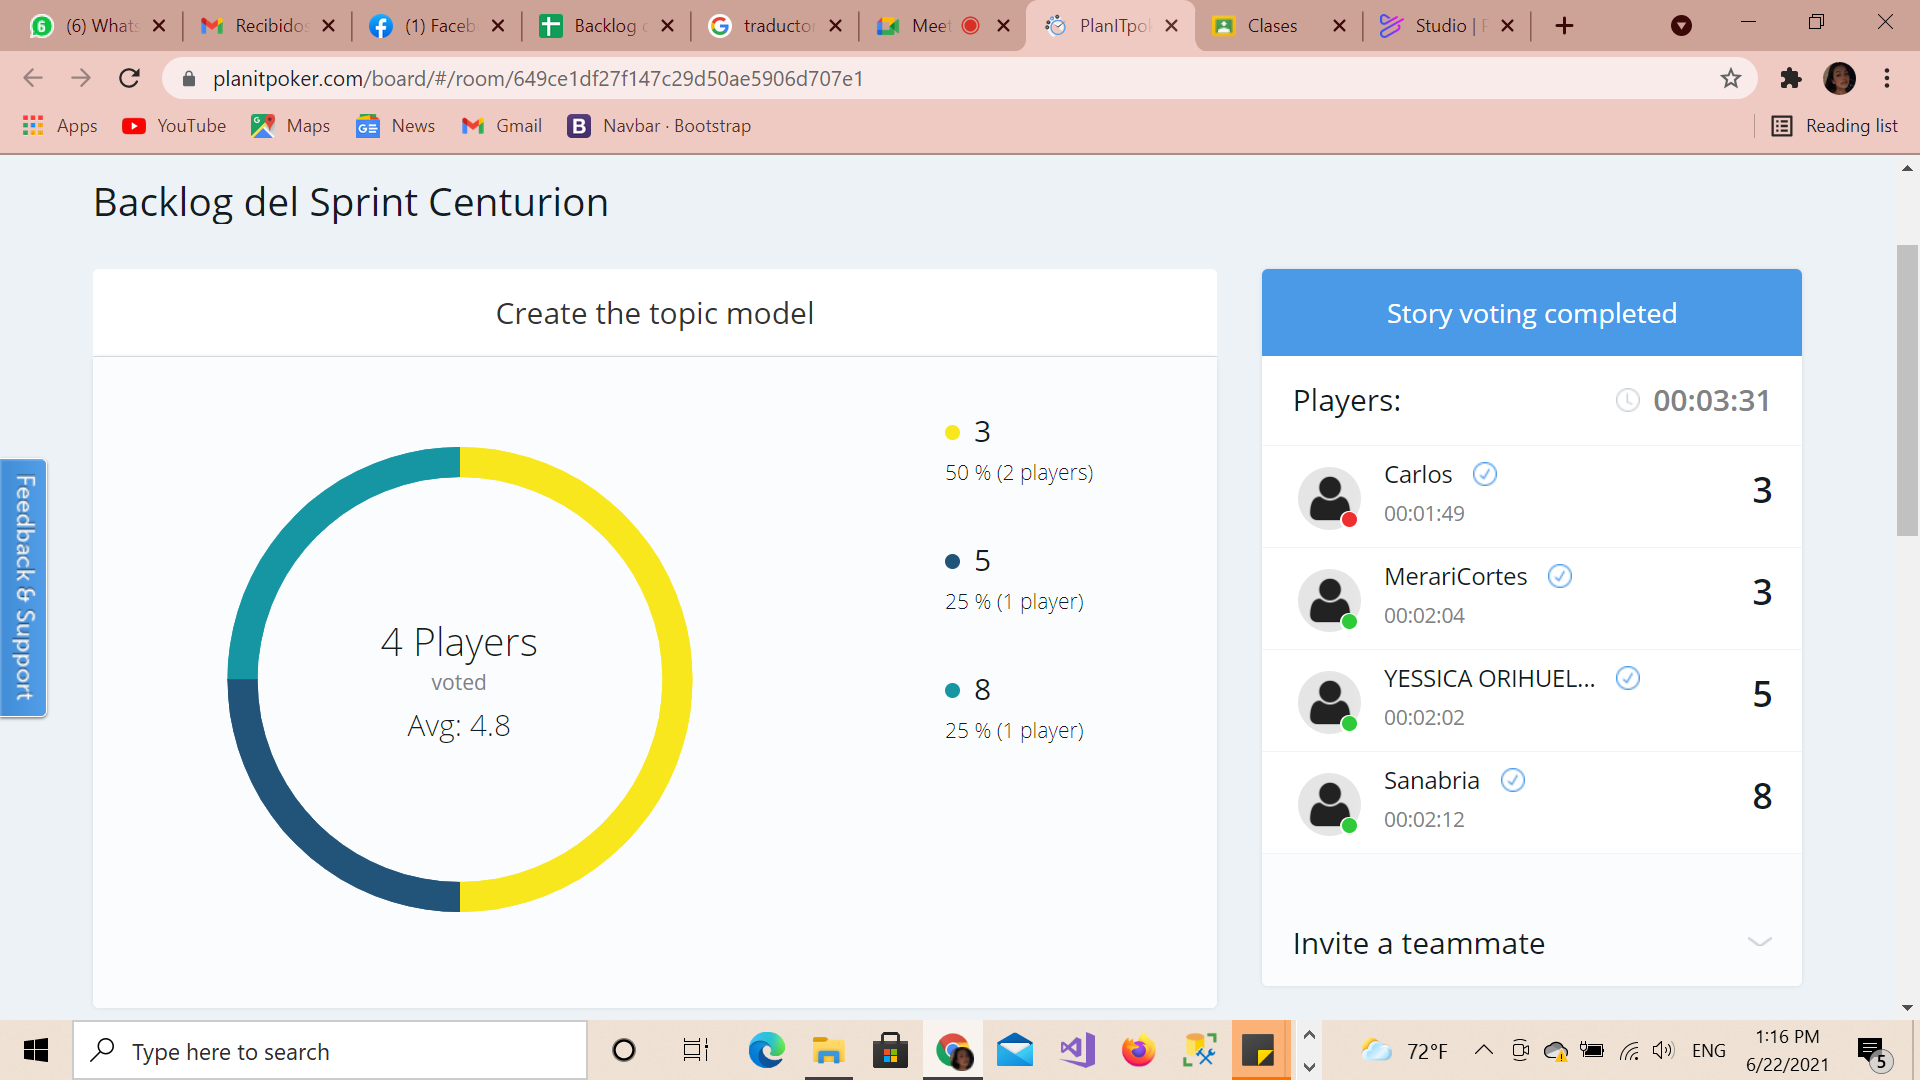 (6) Whats
Recibidos
(1) Faceb
Backlog
traductor
Meet
PlanITpok
Clases
Studio |
planitpoker.com/board/#/room/649ce1df27f147c29d50ae5906d707e1
Apps
YouTube
Maps
News
Gmail
Navbar · Bootstrap
Reading list
Backlog del Sprint Centurion
Create the topic model
3
50 % (2 players)
5
25 % (1 player)
8
25 % (1 player)
4 Players
voted
Avg: 4.8
Story voting completed
Players:
00:03:31
Carlos
00:01:49
3
MerariCortes
00:02:04
3
YESSICA ORIHUEL...
00:02:02
5
Sanabria
00:02:12
8
Invite a teammate
Feedback & Support
Type here to search
72°F
ENG
1:16 PM
6/22/2021
5